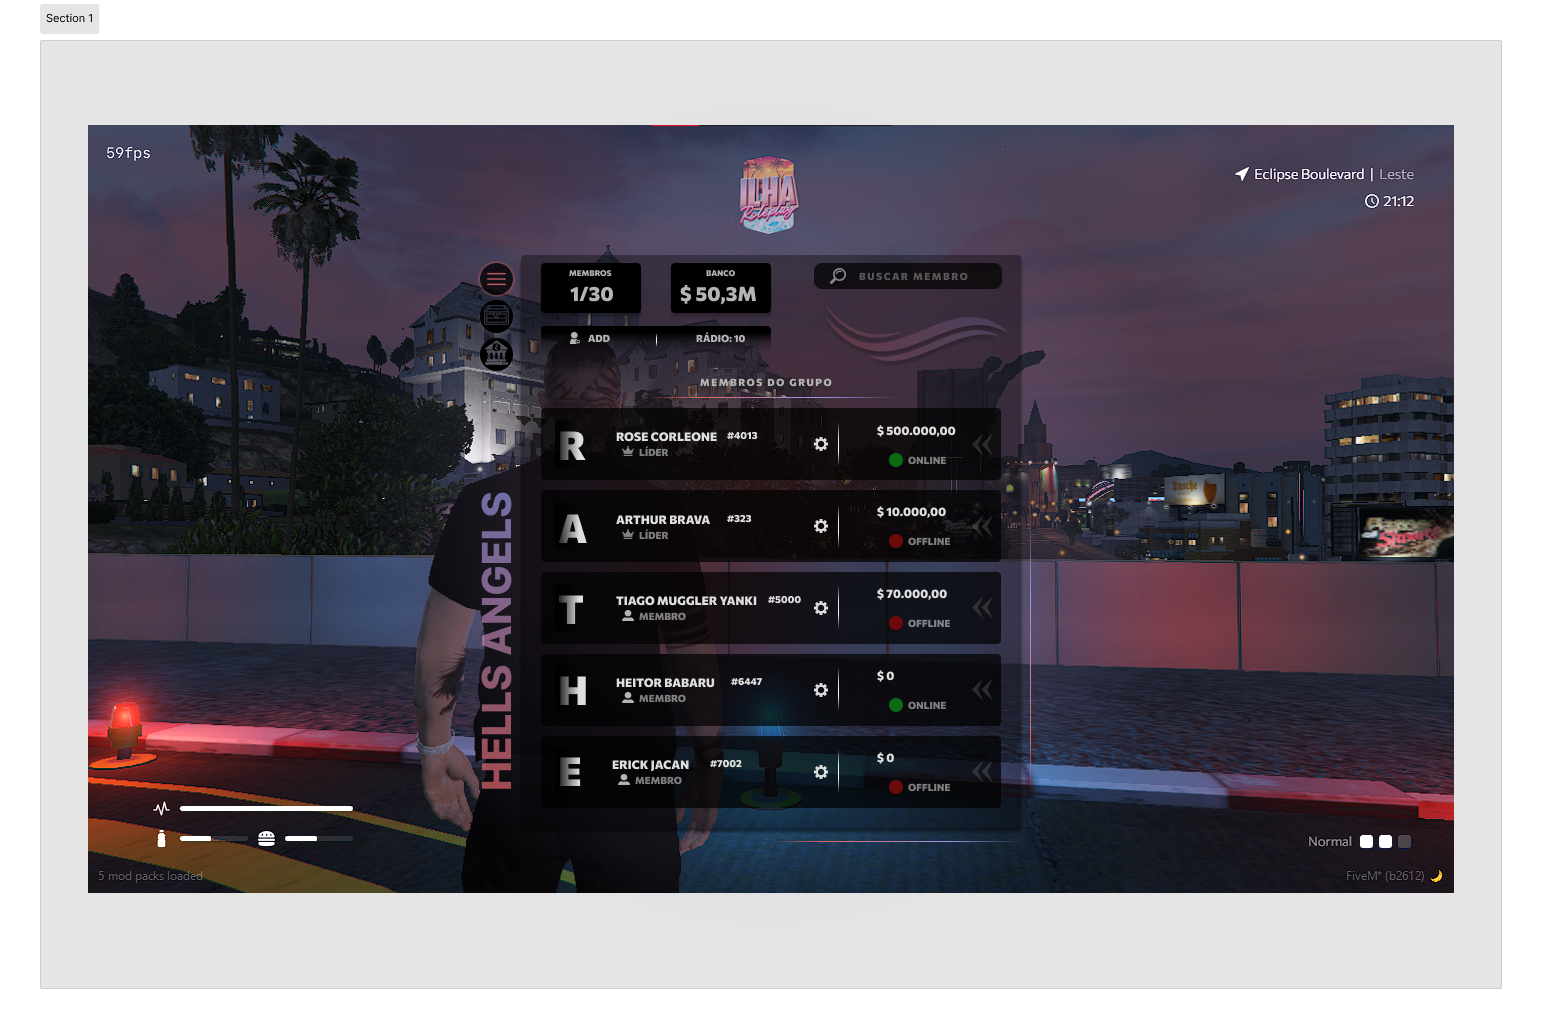 Section 1
59fps
ILHA
Roleplay
Eclipse Boulevard | Leste
21:12
MEMBROS
1/30
BANCO
$ 50,3M
BUSCAR MEMBRO
ADD
RÁDIO: 10
MEMBROS DO GRUPO
HELLS ANGELS
R
ROSE CORLEONE #4013
LÍDER
$ 500.000,00
ONLINE
A
ARTHUR BRAVA #323
LÍDER
$ 10.000,00
OFFLINE
T
TIAGO MUGGLER YANKI #5000
MEMBRO
$ 70.000,00
OFFLINE
H
HEITOR BABARU #6447
MEMBRO
$ 0
ONLINE
E
ERICK JACAN #7002
MEMBRO
$ 0
OFFLINE
Normal
5 mod packs loaded
FiveM* (b2612)